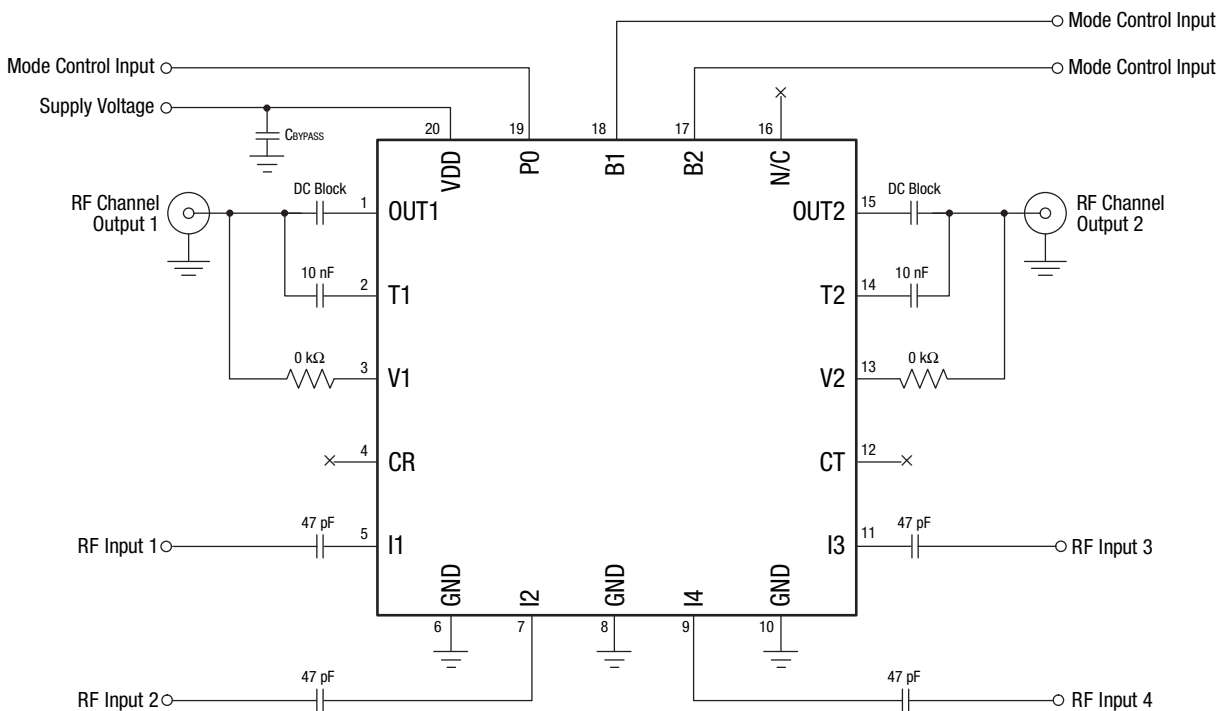 Mode Control Input
Mode Control Input
Mode Control Input
Supply Voltage
CBYPASS
20
19
18
17
16
VDD
P0
B1
B2
N/C
RF Channel
Output 1
DC Block
1
OUT1
OUT2
15
DC Block
RF Channel
Output 2
10 nF
2
T1
T2
14
10 nF
0 kΩ
3
V1
V2
13
0 kΩ
4
CR
CT
12
RF Input 1
47 pF
5
I1
I3
11
47 pF
RF Input 3
GND
I2
GND
I4
GND
6
7
8
9
10
RF Input 2
47 pF
47 pF
RF Input 4